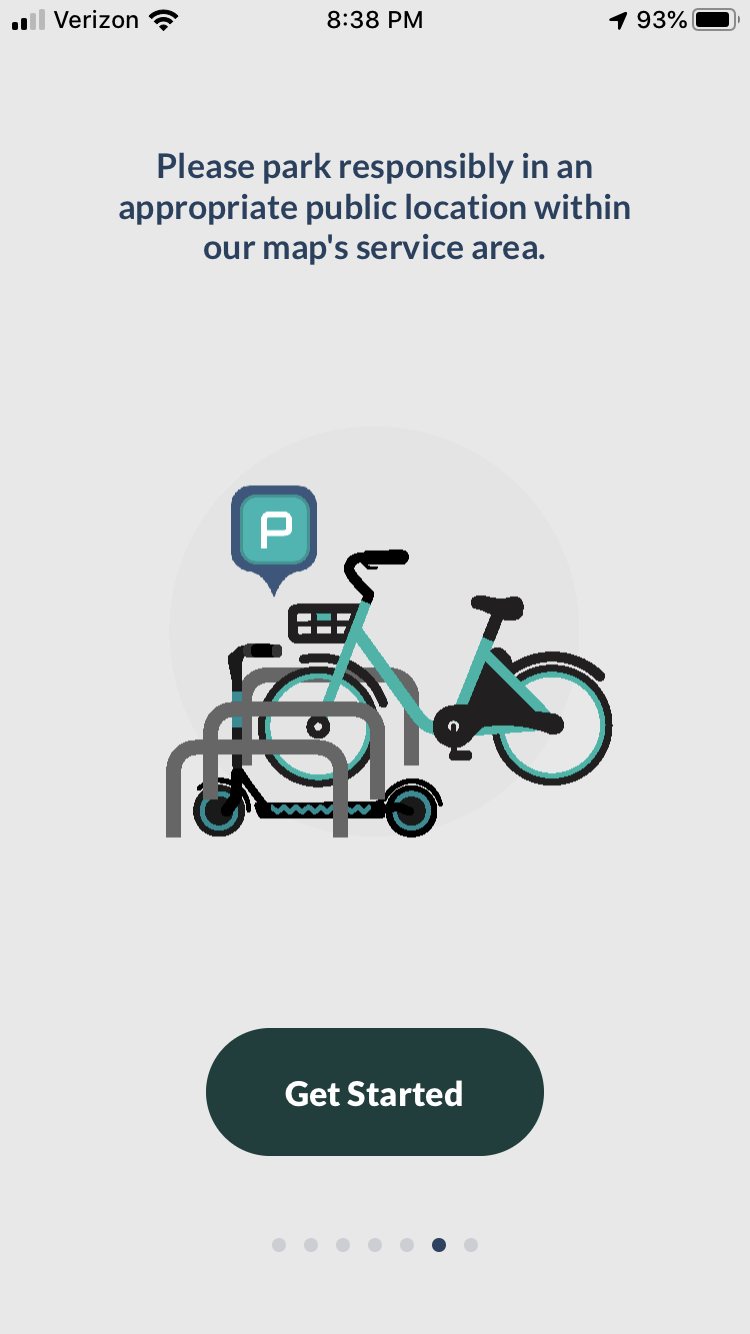 Verizon 8:38 PM 93%
Please park responsibly in an
appropriate public location within
our map's service area.
P
Get Started